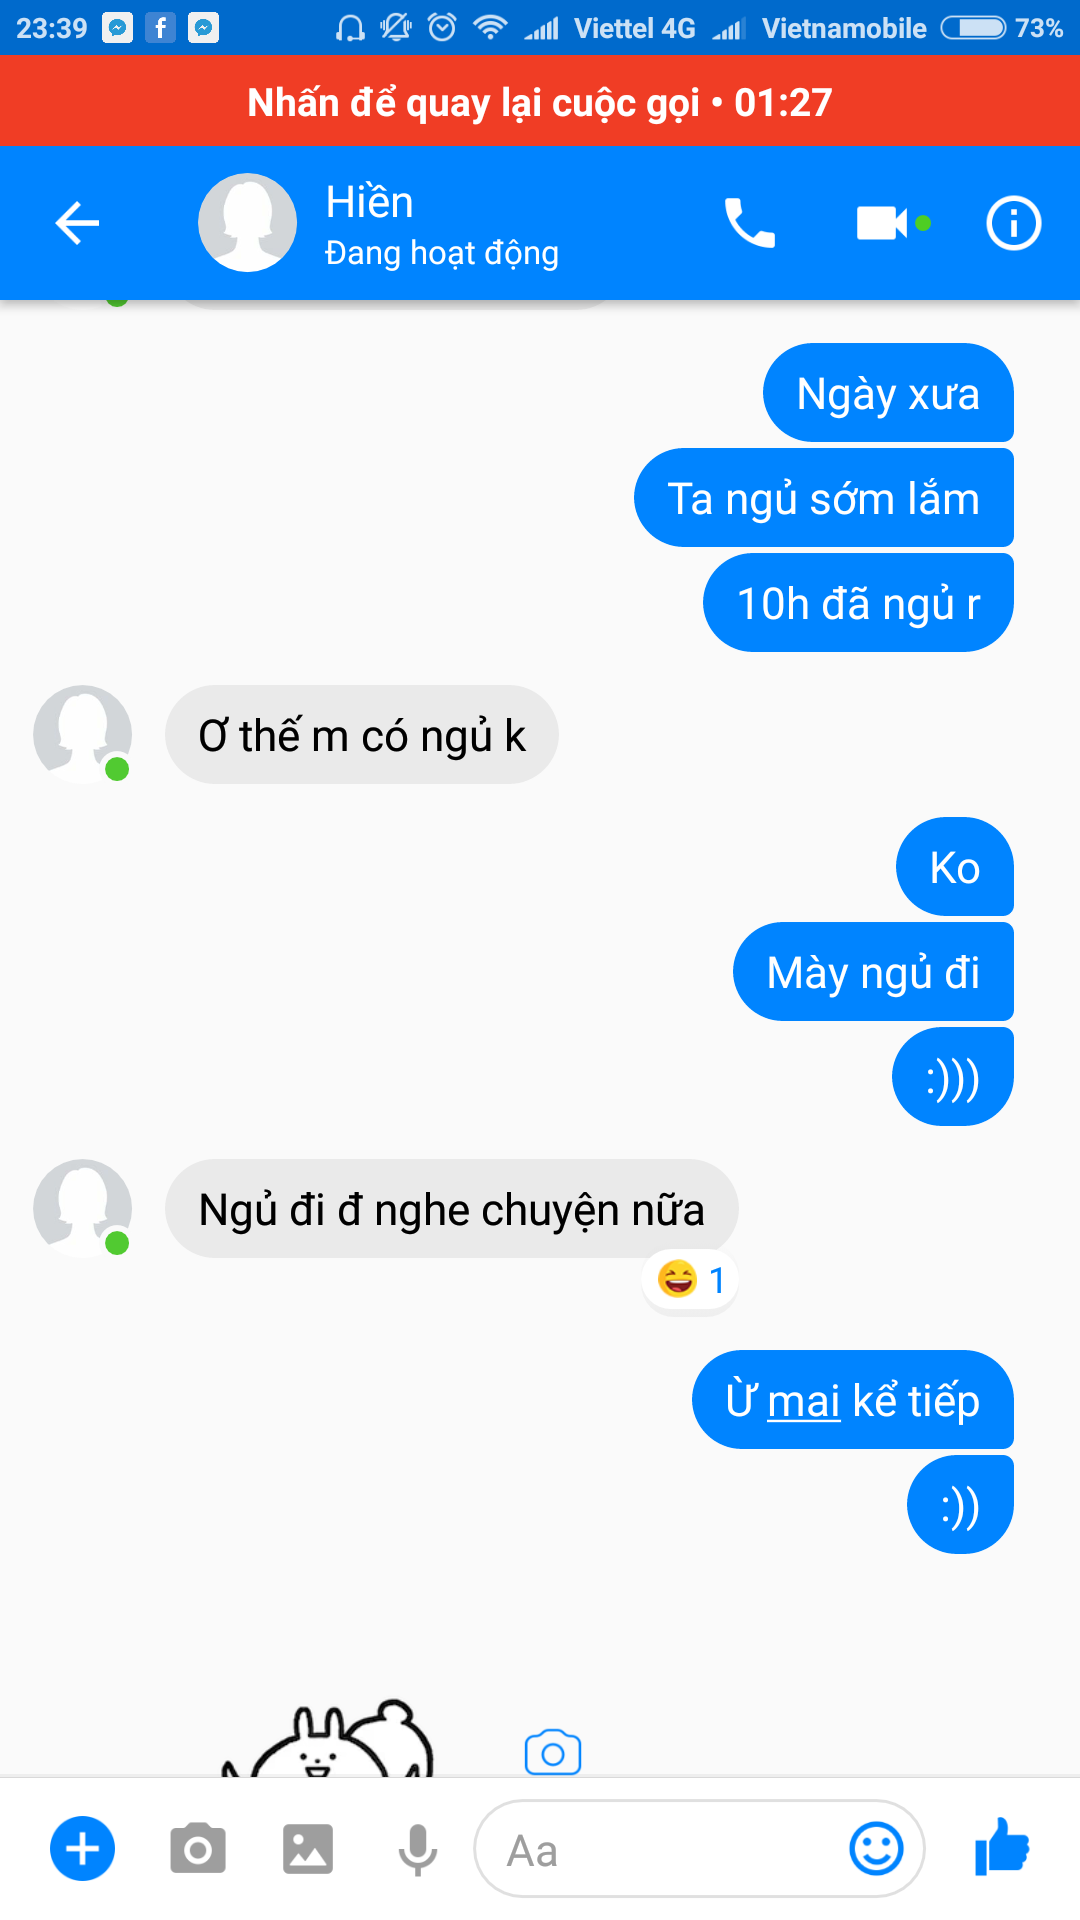 23:39 Viettel 4G Vietnamobile 73%
Nhấn để quay lại cuộc gọi • 01:27
Hiền
Đang hoạt động
Ngày xưa
Ta ngủ sớm lắm
10h đã ngủ r
Ơ thế m có ngủ k
Ko
Mày ngủ đi
:)))
Ngủ đi đ nghe chuyện nữa
1
Ừ mai kể tiếp
:))
Aa